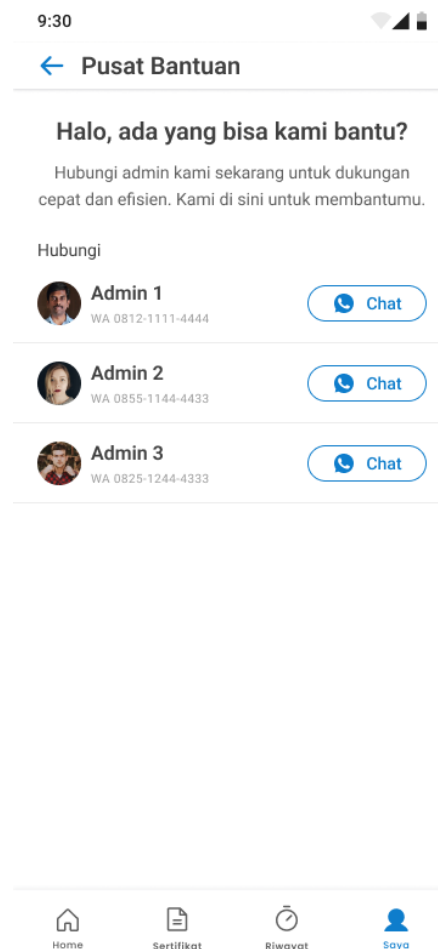 9:30
Pusat Bantuan
Halo, ada yang bisa kami bantu?
Hubungi admin kami sekarang untuk dukungan
cepat dan efisien. Kami di sini untuk membantumu.
Hubungi
Admin 1
WA 0812-1111-4444
Chat
Admin 2
WA 0855-1144-4433
Chat
Admin 3
WA 0825-1244-4333
Chat
Home
Sertifikat
Riwayat
Saya